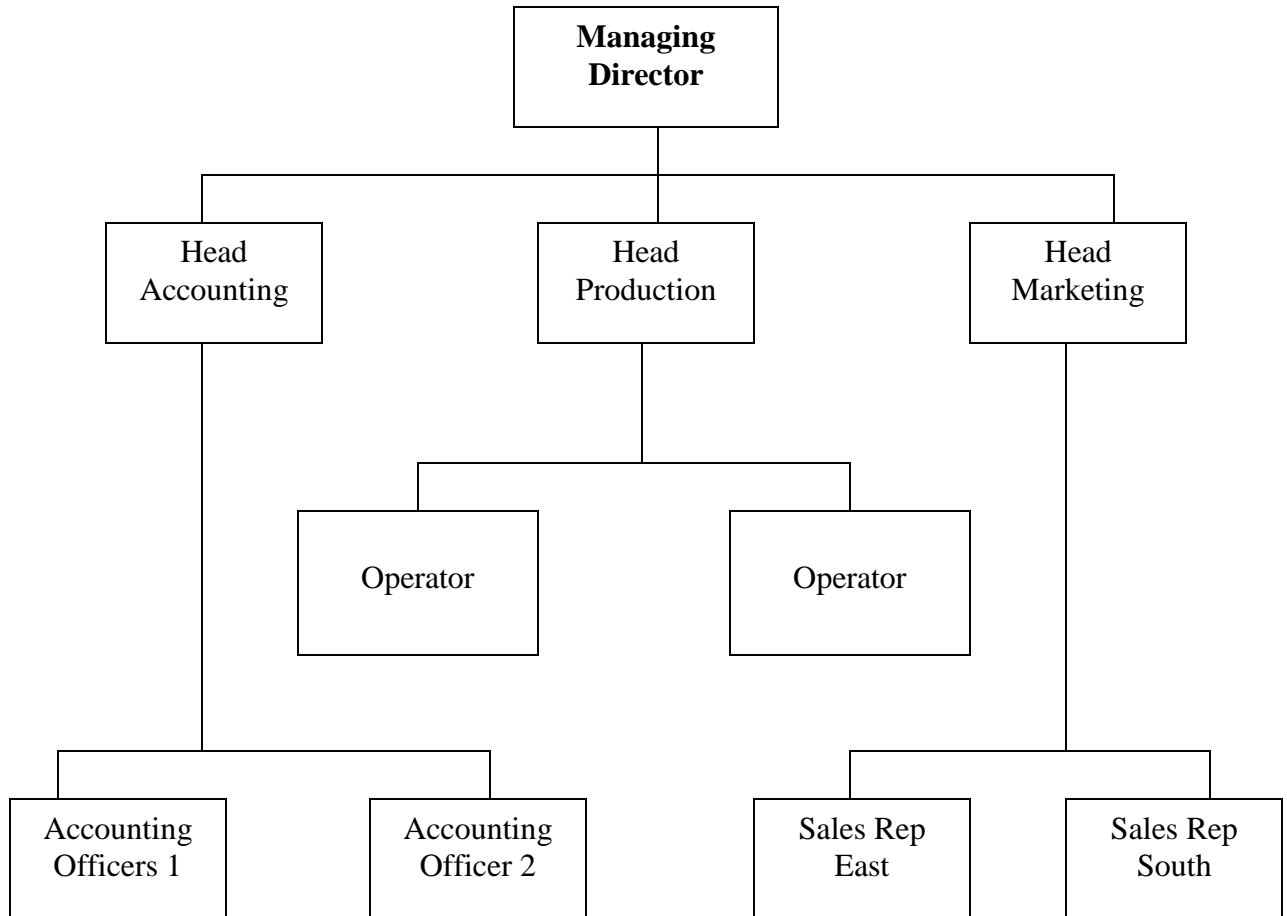 Managing
Director
Head
Accounting
Head
Production
Head
Marketing
Operator
Operator
Accounting
Officers 1
Accounting
Officer 2
Sales Rep
East
Sales Rep
South